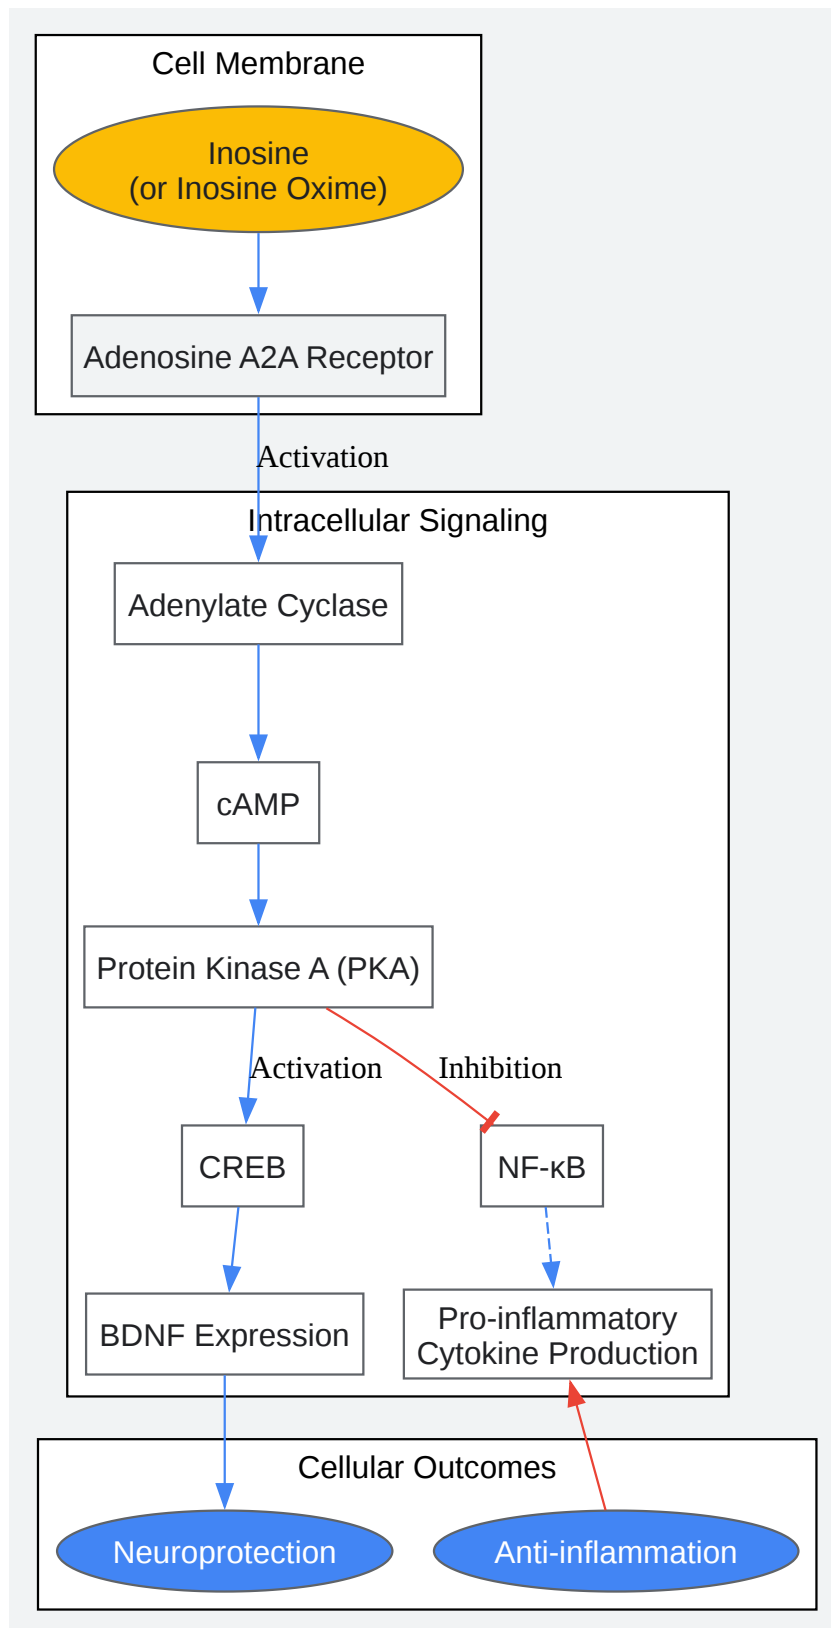 Cell Membrane
Inosine
(or Inosine Oxime)
Adenosine A2A Receptor
Activation
Intracellular Signaling
Adenylate Cyclase
cAMP
Protein Kinase A (PKA)
Activation
Inhibition
CREB
NF-κB
BDNF Expression
Pro-inflammatory
Cytokine Production
Cellular Outcomes
Neuroprotection
Anti-inflammation